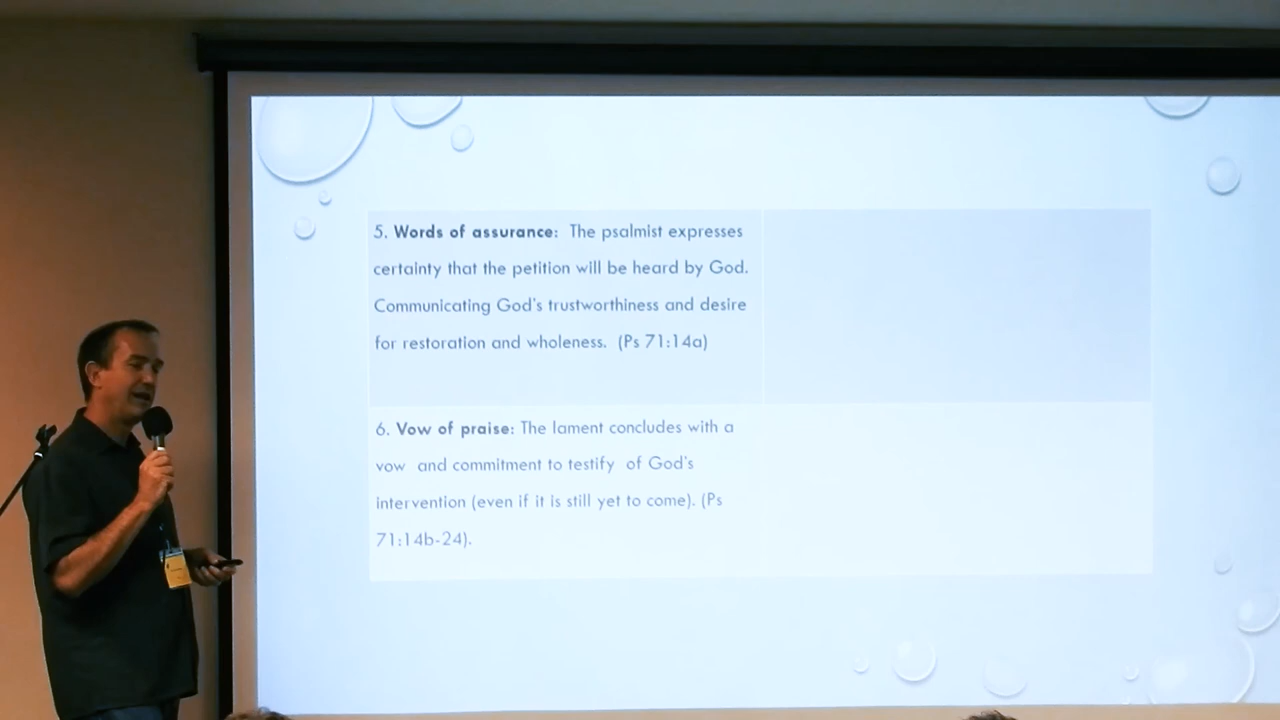 5. Words of assurance:  The psalmist expresses
certainty that the petition will be heard by God.
Communicating God's trustworthiness and desire
for restoration and wholeness.  (Ps 71:14a)
6. Vow of praise: The lament concludes with a
vow  and commitment to testify  of God's
intervention (even if it is still yet to come). (Ps
71:14b-24).